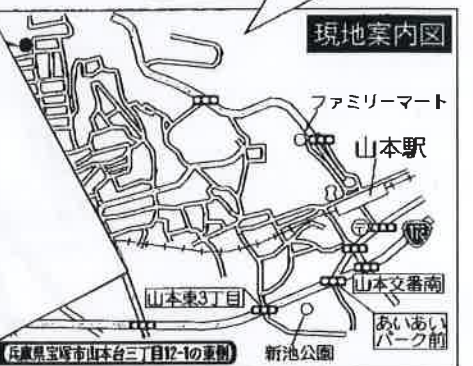 現地案内図
ファミリーマート
山本駅
〒
173
山本交番南
山本東3丁目
あいあい
パーク前
新池公園
(兵庫県宝塚市山本台三丁目12-1の東側)